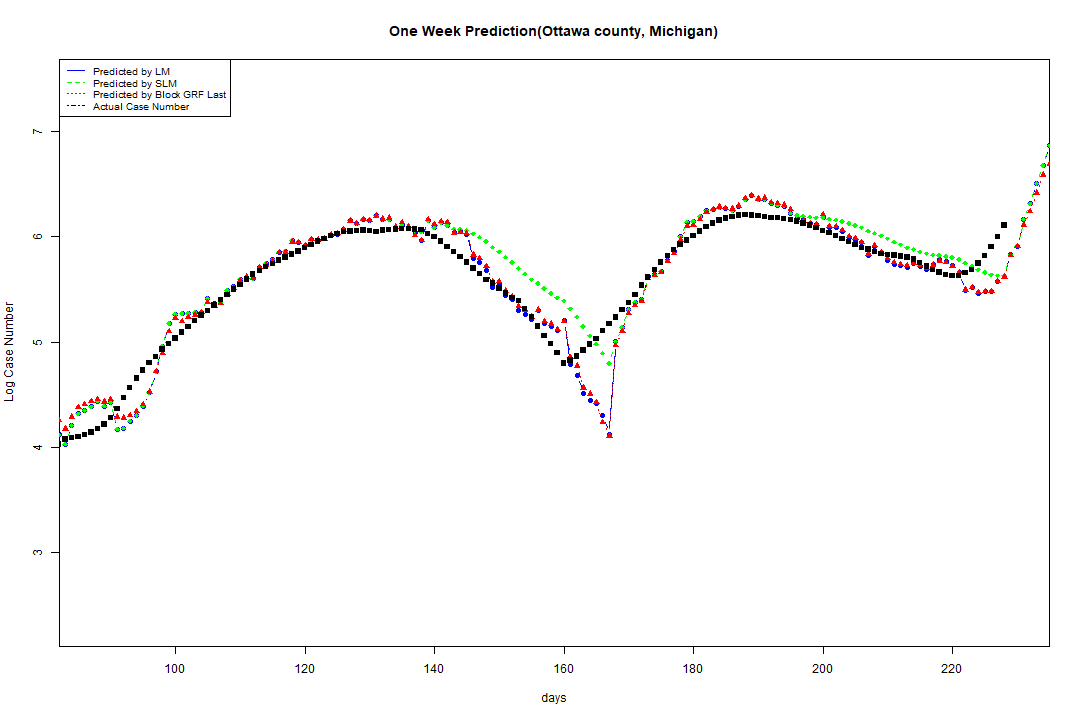 One Week Prediction(Ottawa county, Michigan)
Predicted by LM
Predicted by SLM
Predicted by Block GRF Last
Actual Case Number
7
6
5
4
3
Log Case Number
100 120 140 160 180 200 220
days